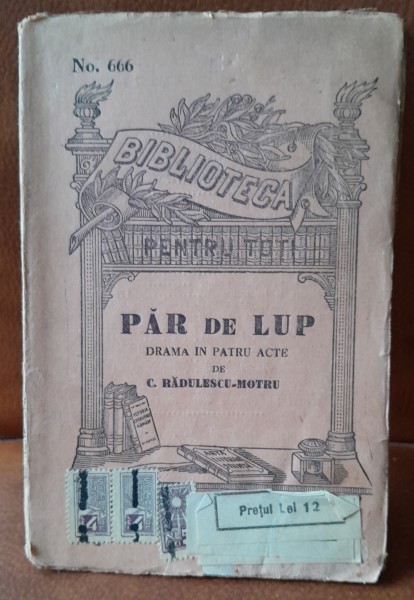 No. 666
BIBLIOTECA
PENTRU TOȚI
PĂR DE LUP
DRAMA IN PATRU ACTE
DE
C. RĂDULESCU-MOTRU
Prețul Lei 12